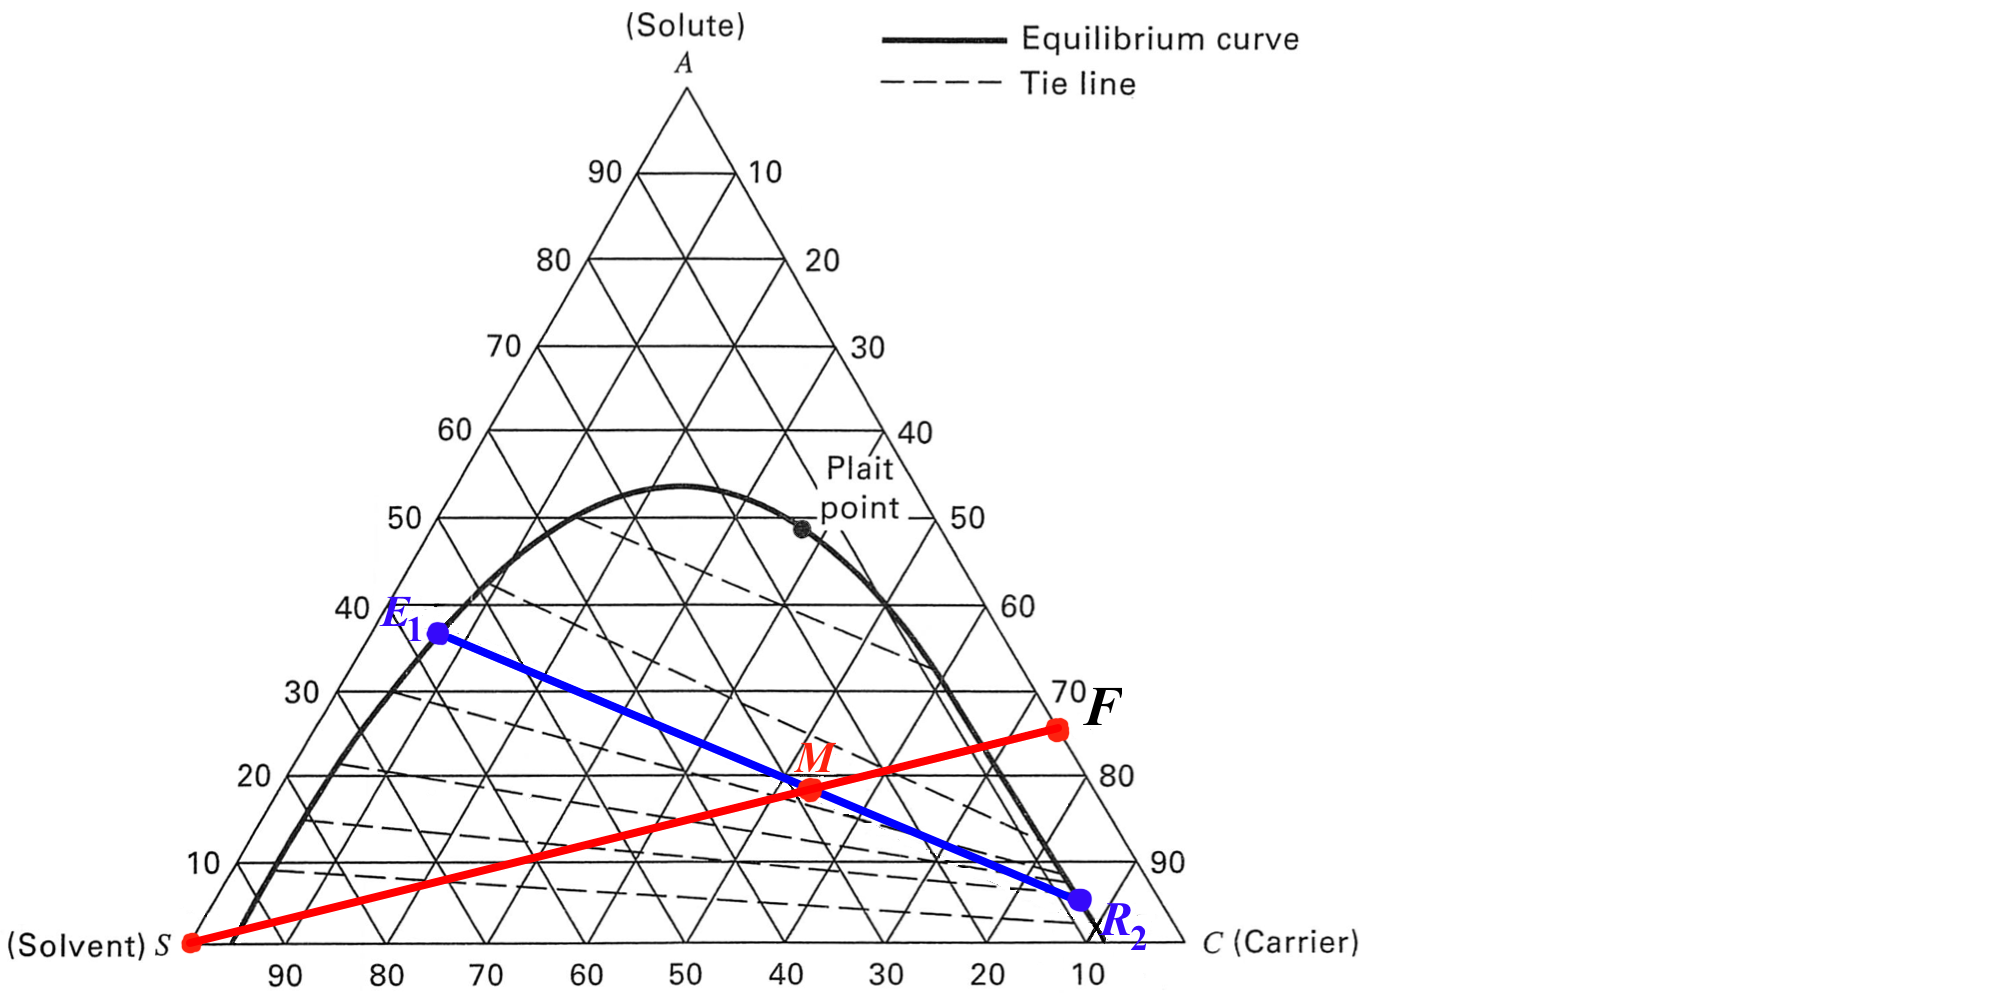 (Solute)
A
Equilibrium curve
Tie line
90 10
80 20
70 30
60 40
Plait
point
50 50
40 60
E1
30 70 F
M
20 80
10 90
R2
(Solvent) S C (Carrier)
90 80 70 60 50 40 30 20 10